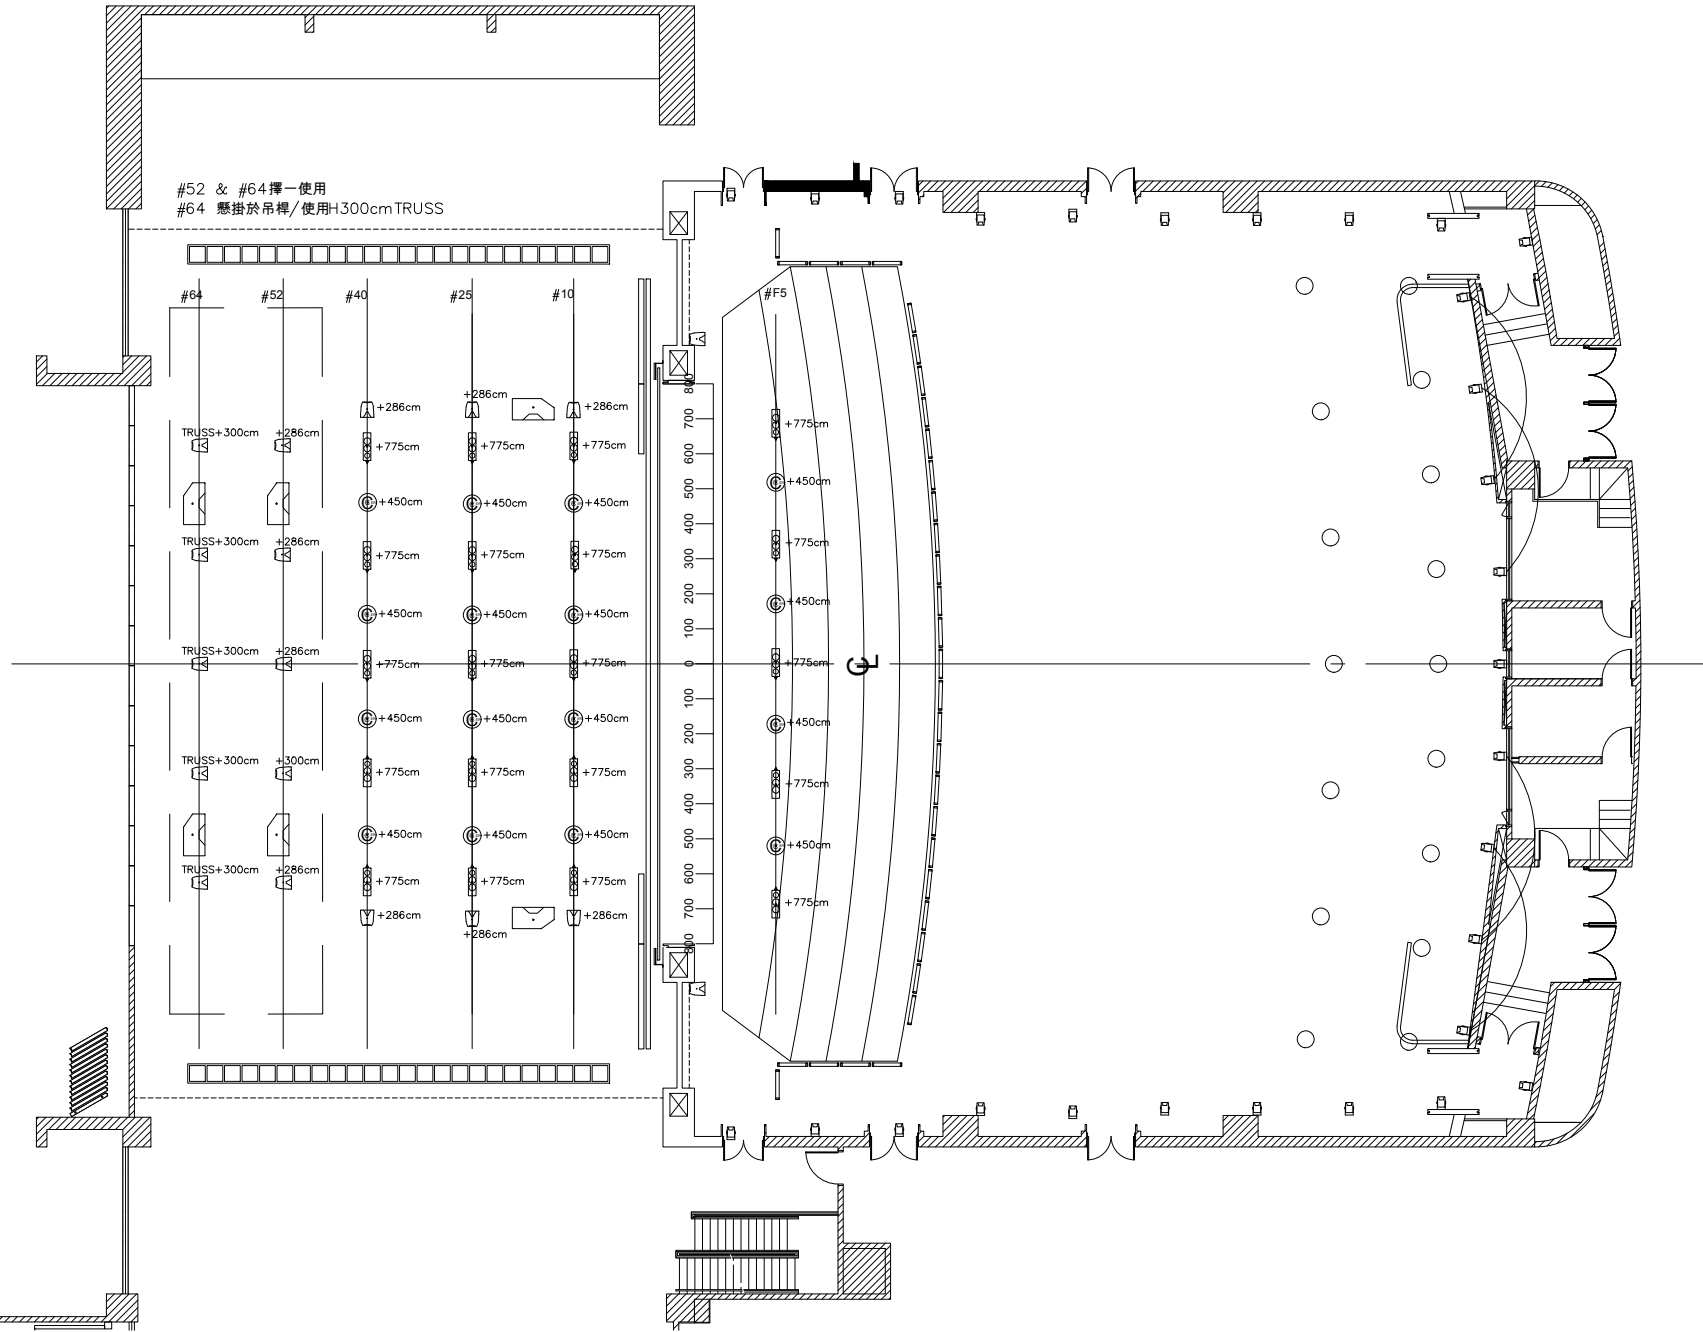 #52 & #64擇一使用
#64 懸掛於吊桿/使用H300cmTRUSS
#64 #52 #40 #25 #10 #F5
+286cm
+286cm +286cm
800
700
+775cm
TRUSS+300cm +286cm
+775cm +775cm +775cm
600
+450cm
500
+450cm +450cm +450cm
400
+775cm
TRUSS+300cm +286cm
+775cm +775cm +775cm
300
200
+450cm
+450cm +450cm +450cm
100
TRUSS+300cm +286cm
+775cm +775cm +775cm
0
+775cm
CL
100
+450cm +450cm +450cm
+450cm
200
TRUSS+300cm +300cm
+775cm +775cm +775cm
300
+775cm
400
+450cm +450cm +450cm
500
+450cm
TRUSS+300cm +286cm
600
+775cm +775cm +775cm
+775cm
700
+286cm +286cm
+286cm
800